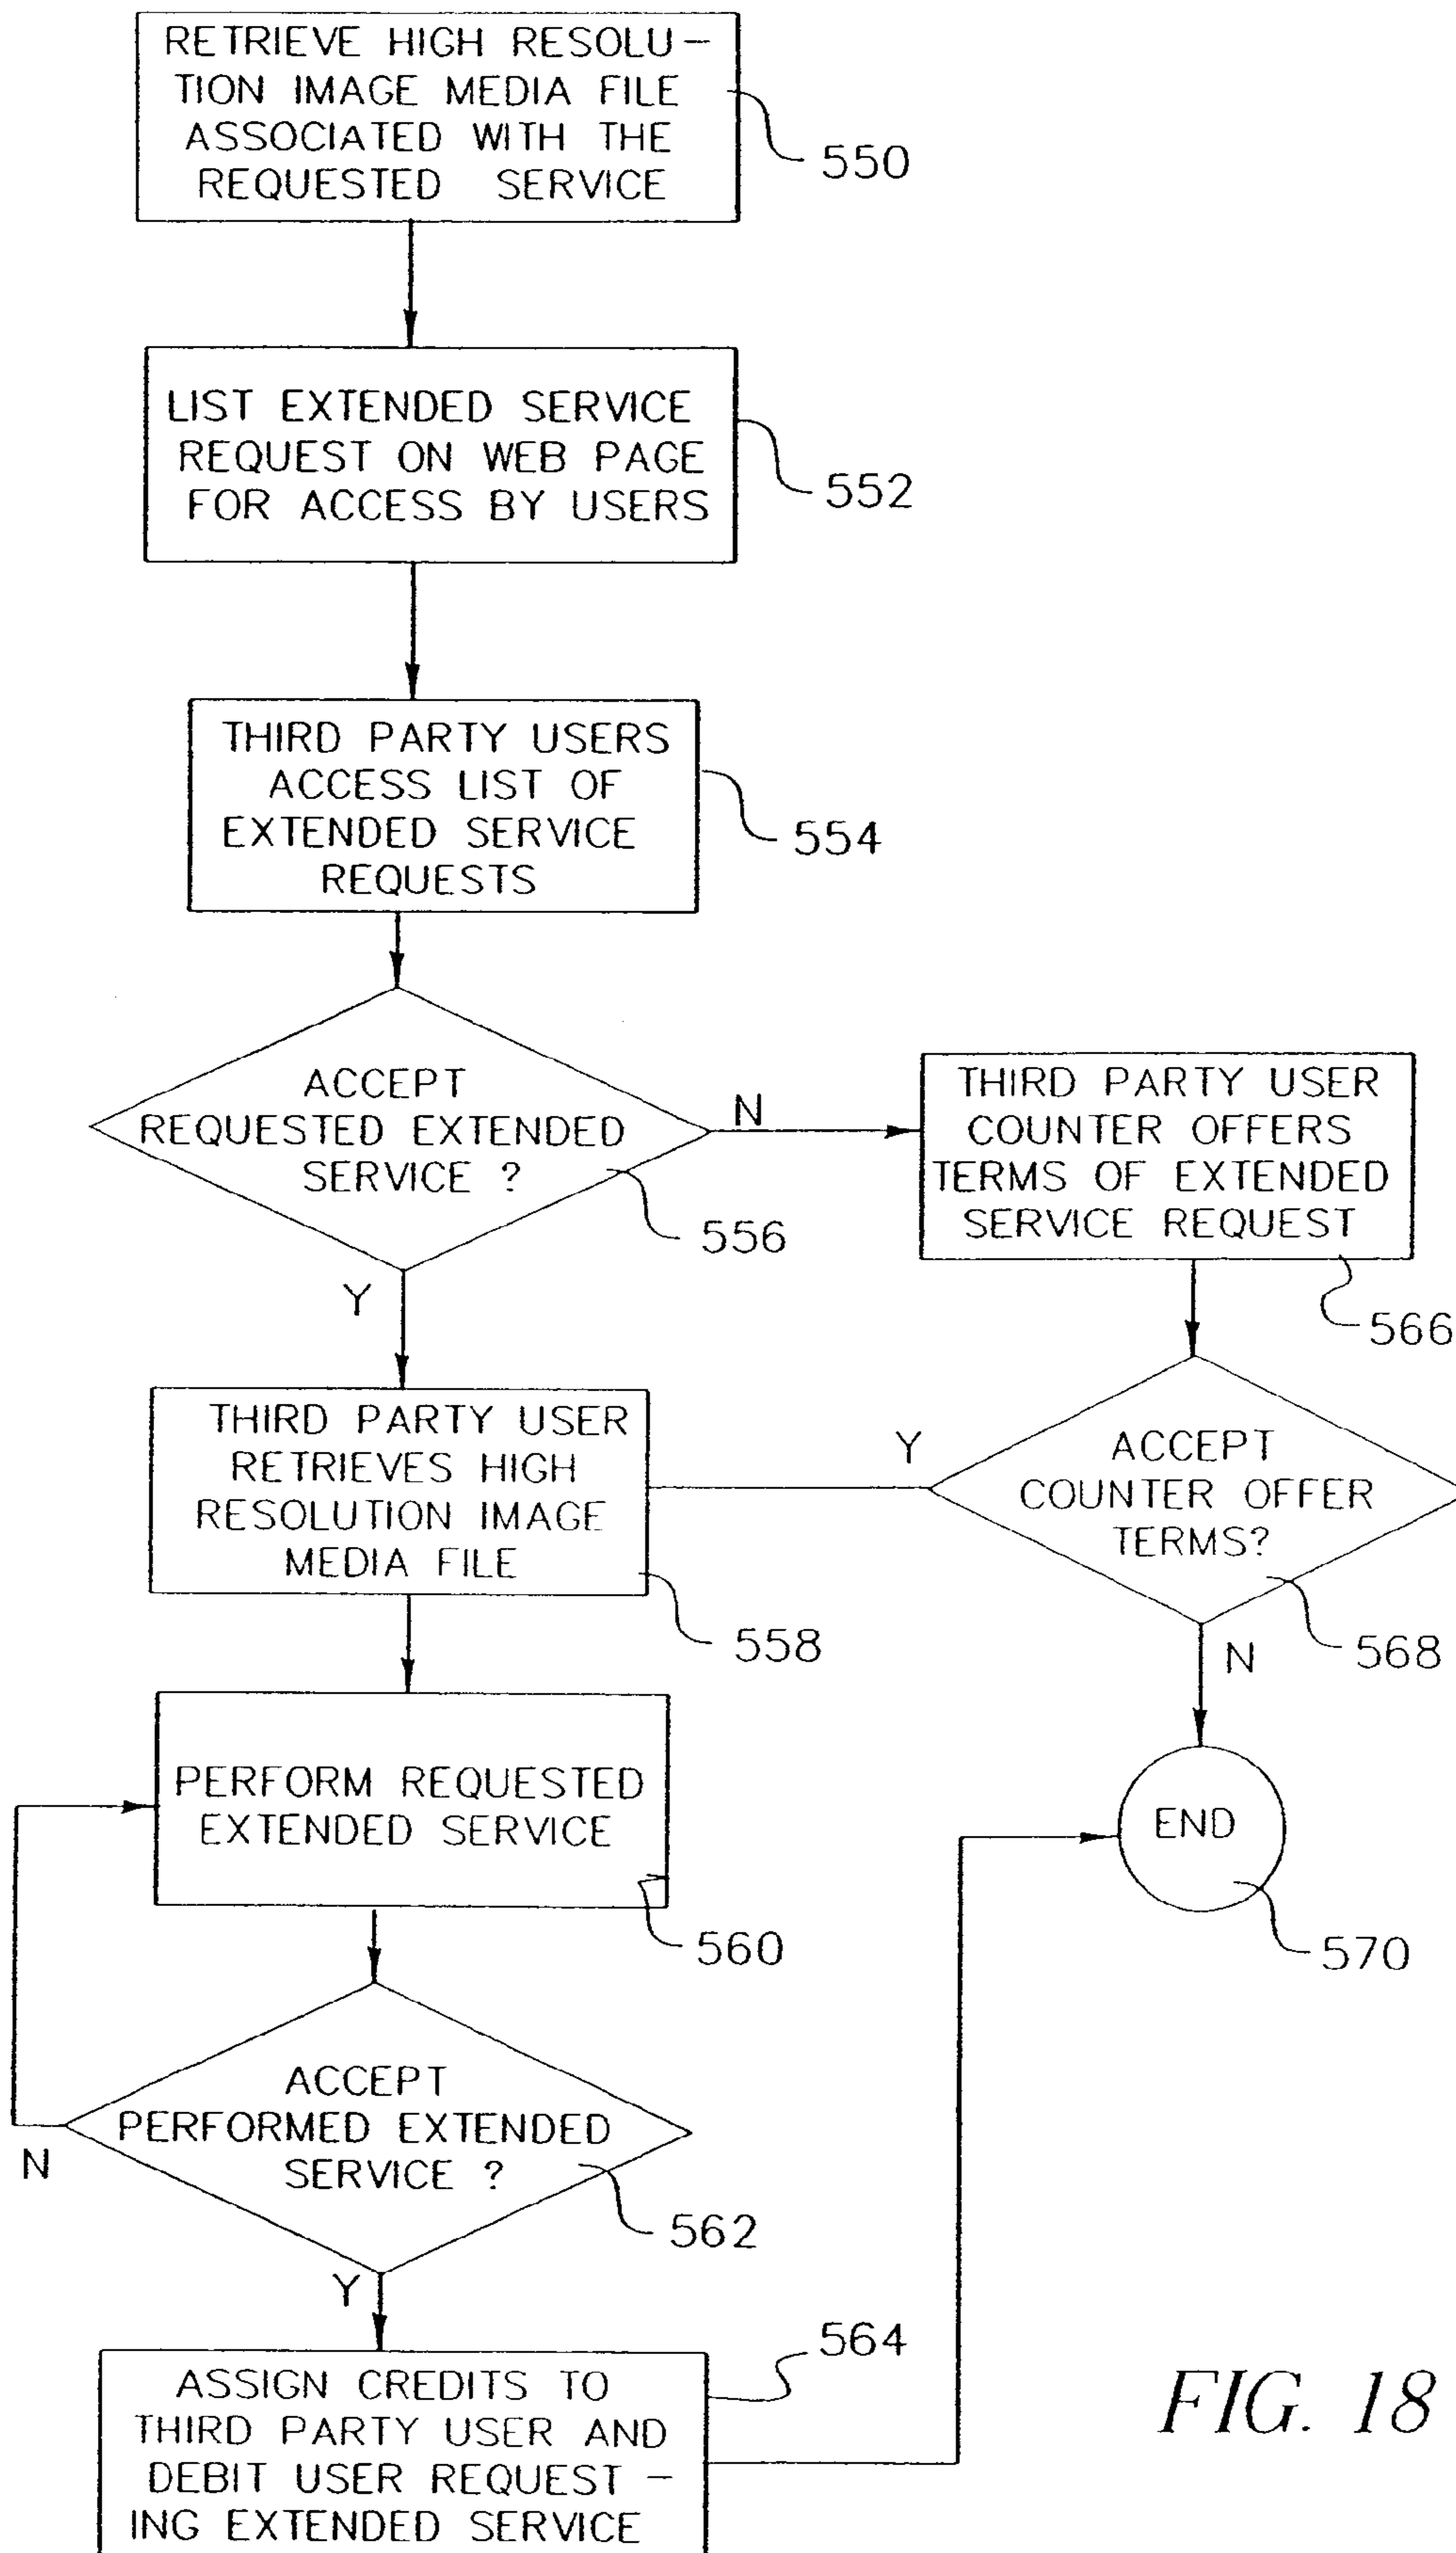 RETRIEVE HIGH RESOLU-
TION IMAGE MEDIA FILE
ASSOCIATED WITH THE
REQUESTED SERVICE
550
LIST EXTENDED SERVICE
REQUEST ON WEB PAGE
FOR ACCESS BY USERS
552
THIRD PARTY USERS
ACCESS LIST OF
EXTENDED SERVICE
REQUESTS
554
ACCEPT
REQUESTED EXTENDED
SERVICE ?
556
N
Y
THIRD PARTY USER
COUNTER OFFERS
TERMS OF EXTENDED
SERVICE REQUEST
566
THIRD PARTY USER
RETRIEVES HIGH
RESOLUTION IMAGE
MEDIA FILE
558
Y
ACCEPT
COUNTER OFFER
TERMS?
568
N
PERFORM REQUESTED
EXTENDED SERVICE
560
END
570
ACCEPT
PERFORMED EXTENDED
SERVICE ?
562
N
Y
ASSIGN CREDITS TO
THIRD PARTY USER AND
DEBIT USER REQUEST -
ING EXTENDED SERVICE
564
FIG. 18